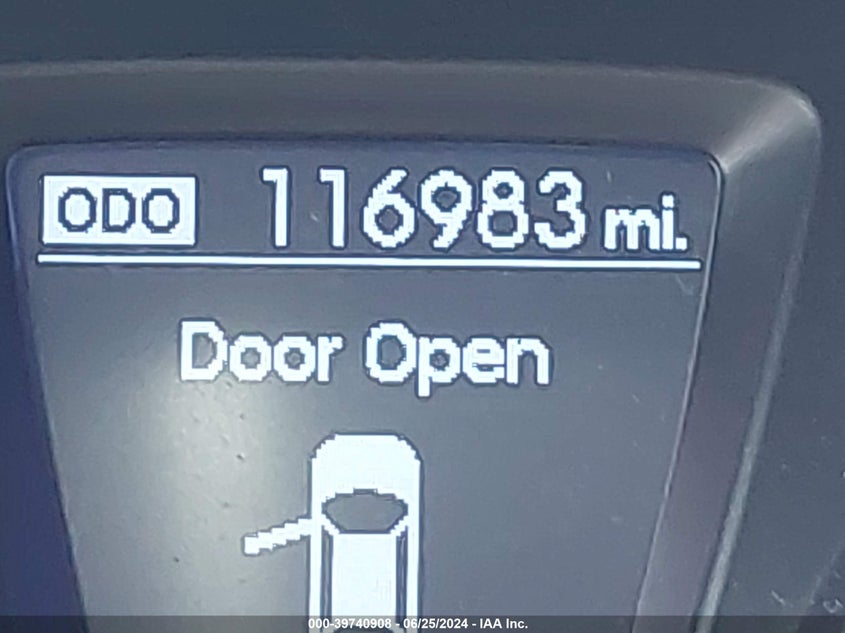 ODO 116983 mi.
Door Open
000-39740908 - 06/25/2024 - IAA Inc.